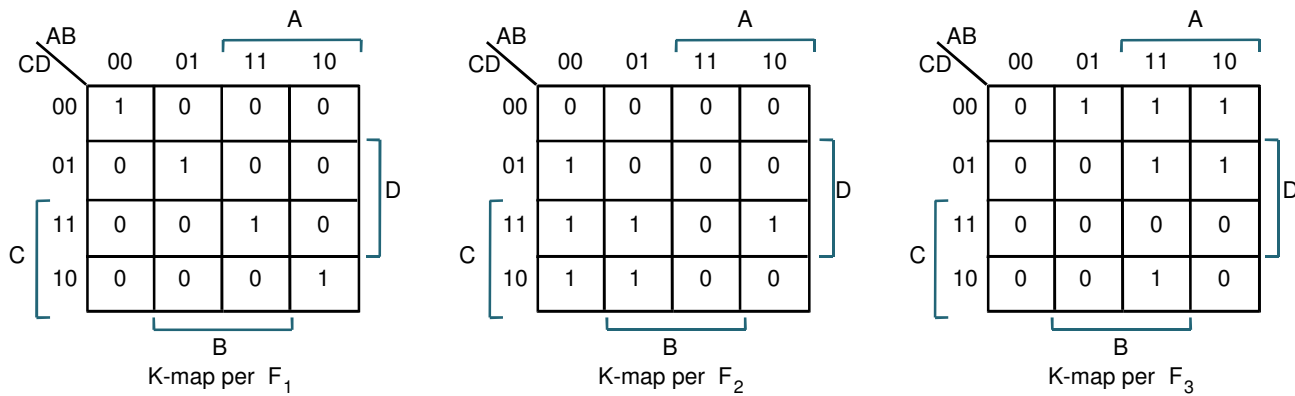 A A A
AB AB AB
CD 00 01 11 10 CD 00 01 11 10 CD 00 01 11 10
00 1 0 0 0 00 0 0 0 0 00 0 1 1 1
01 0 1 0 0 01 1 0 0 0 01 0 0 1 1
D D D
11 0 0 1 0 11 1 1 0 1 11 0 0 0 0
C C C
10 0 0 0 1 10 1 1 0 0 10 0 0 1 0
B B B
K-map per F1 K-map per F2 K-map per F3